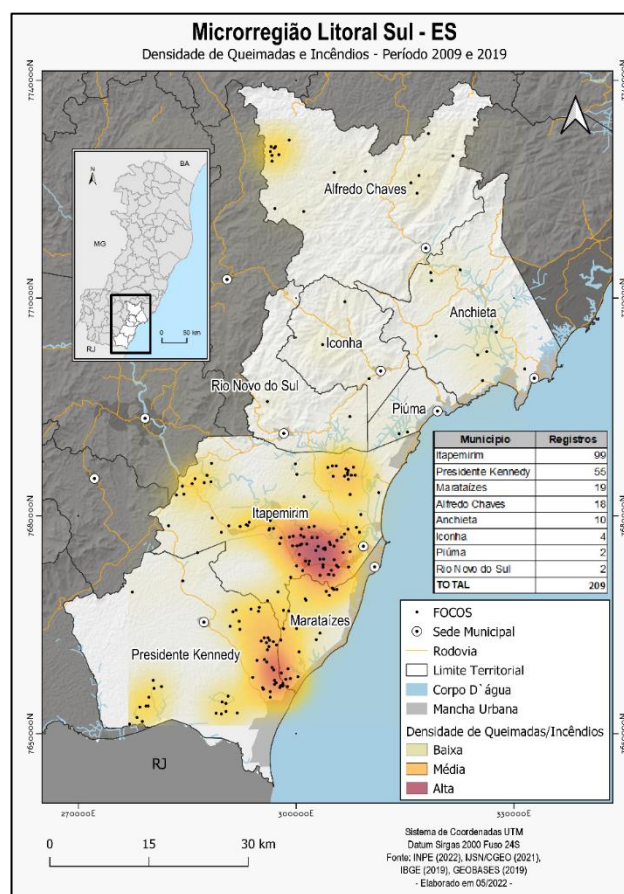 Microrregião Litoral Sul - ES
Densidade de Queimadas e Incêndios - Período 2009 e 2019
7740000N
7740000N
N
BA
MG
RJ
0 50 km
Alfredo Chaves
7710000N
7710000N
Anchieta
Iconha
Rio Novo do Sul
Piúma
Município Registros
Itapemirim 99
Presidente Kennedy 55
Marataízes 19
Alfredo Chaves 18
Anchieta 10
Iconha 4
Piúma 2
Rio Novo do Sul 2
TOTAL 209
7680000N
7680000N
Itapemirim
Marataízes
Presidente Kennedy
FOCOS
Sede Municipal
Rodovia
Limite Territorial
Corpo D`água
Mancha Urbana
Densidade de Queimadas/Incêndios
Baixa
Média
Alta
7650000N
7650000N
RJ
270000E 300000E 330000E
0 15 30 km
Sistema de Coordenadas UTM
Datum Sirgas 2000 Fuso 24S
Fonte: INPE (2022), IJSN/CGEO (2021),
IBGE (2019), GEOBASES (2019)
- Elaborado em 05/2022 -